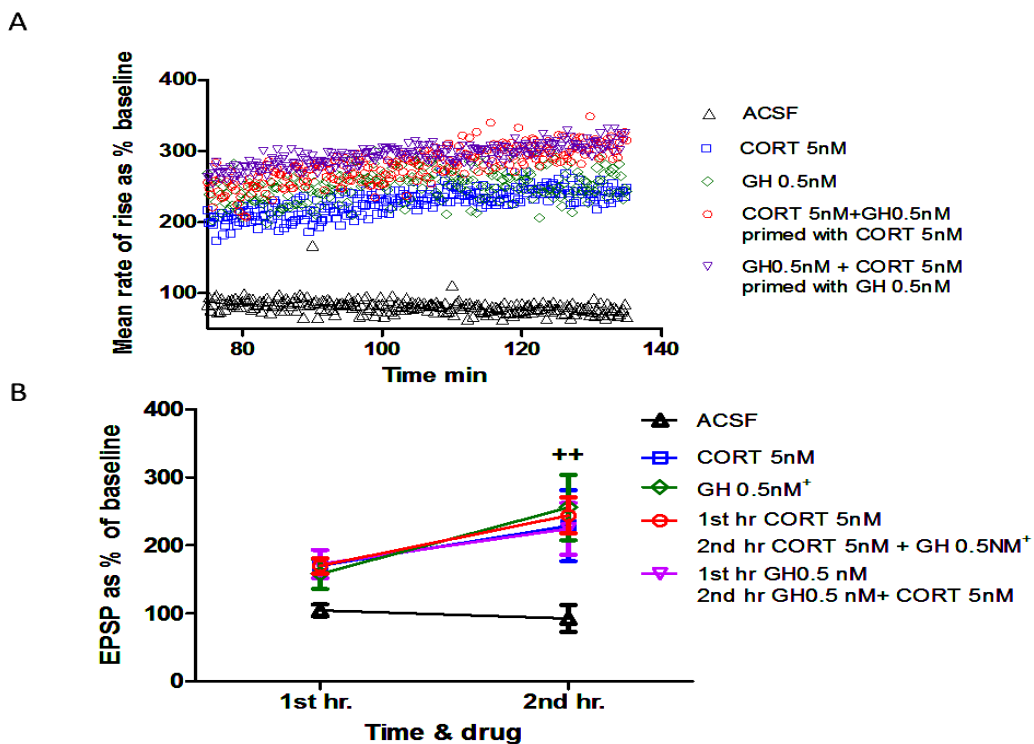 A
Mean rate of rise as % baseline
400
300
200
100
80
100
120
140
Time min
ACSF
CORT 5nM
GH 0.5nM
CORT 5nM+GH0.5nM
primed with CORT 5nM
GH0.5nM + CORT 5nM
primed with GH 0.5nM
B
EPSP as % of baseline
400
300
200
100
0
++
1st hr.
2nd hr.
Time & drug
ACSF
CORT 5nM
GH 0.5nM⁺
1st hr CORT 5nM
2nd hr CORT 5nM + GH 0.5NM⁺
1st hr GH0.5 nM
2nd hr GH0.5 nM+ CORT 5nM